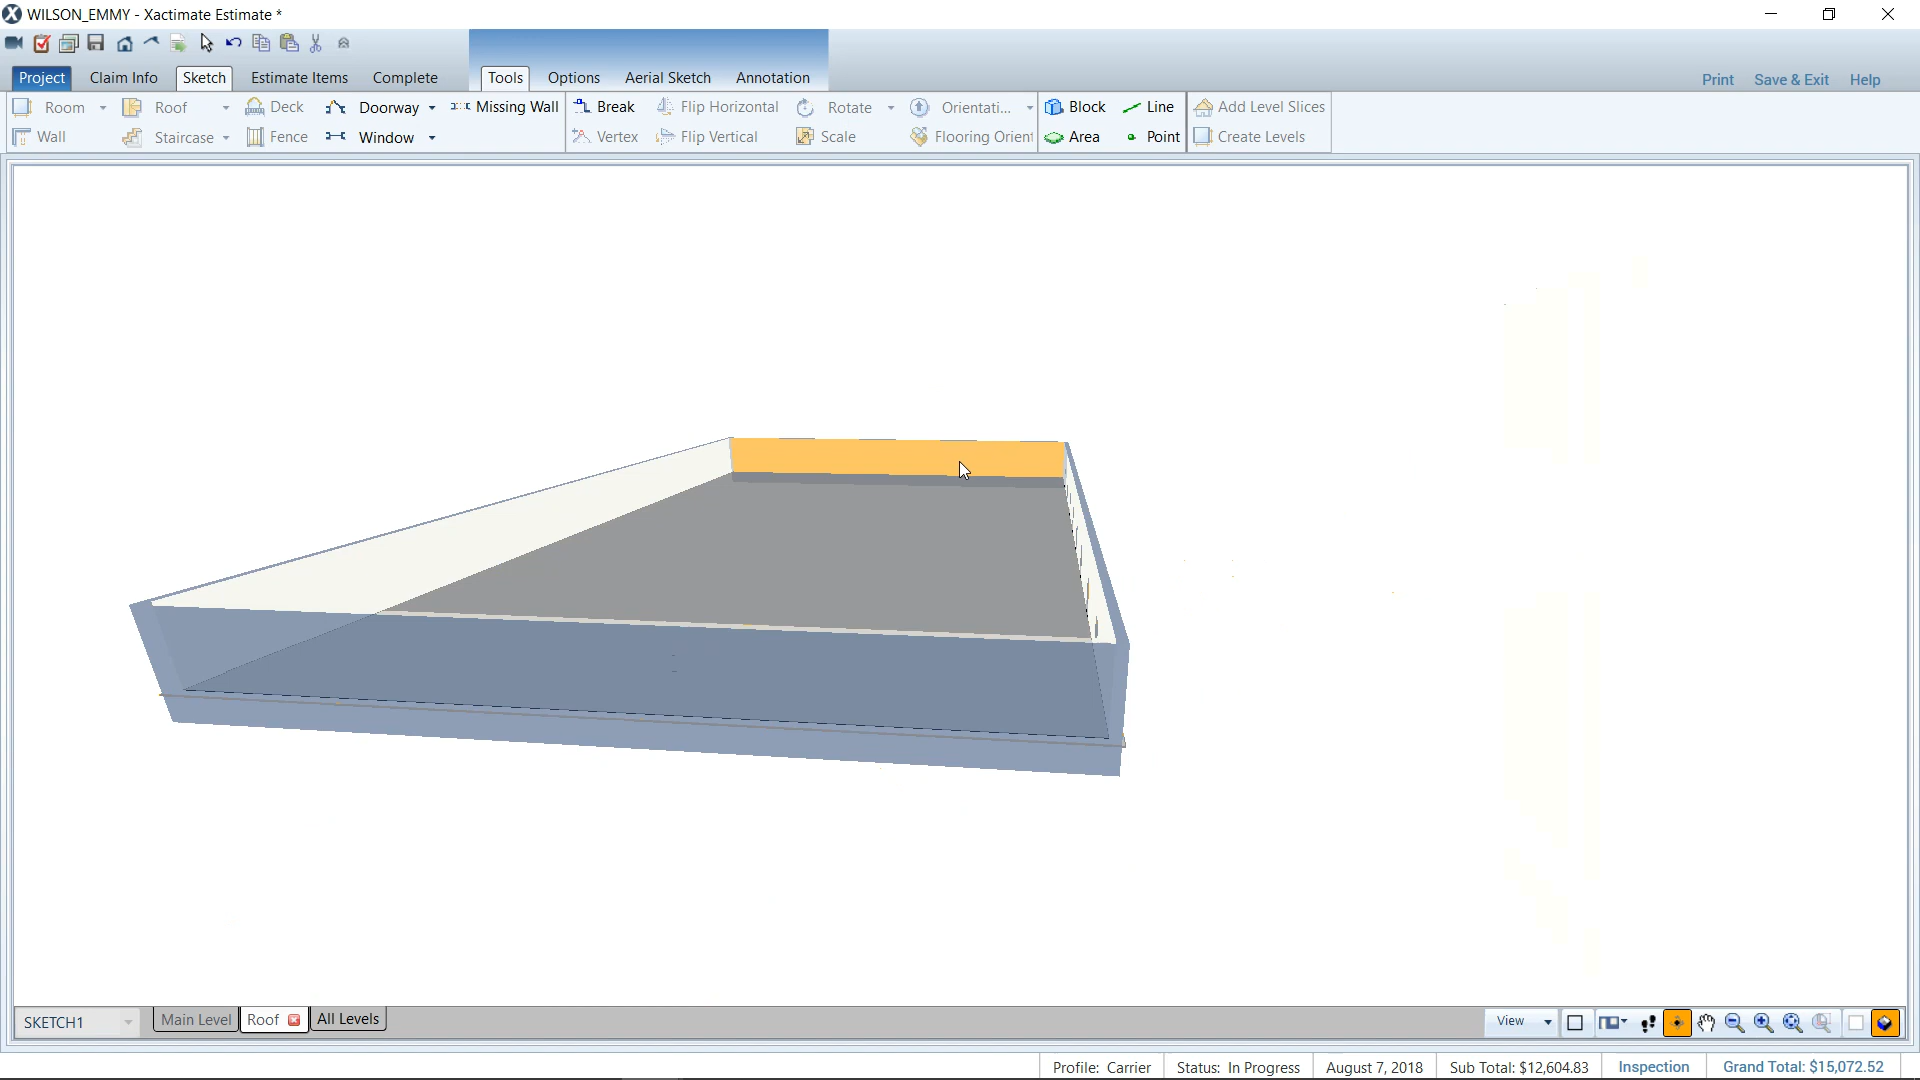 WILSON_EMMY - Xactimate Estimate *
Project Claim Info Sketch Estimate Items Complete Tools Options Aerial Sketch Annotation Print Save & Exit Help
Room Roof Deck Doorway Missing Wall Break Flip Horizontal Rotate Orientati... Block Line Add Level Slices
Wall Staircase Fence Window Vertex Flip Vertical Scale Flooring Orient Area Point Create Levels
SKETCH1 Main Level Roof All Levels View
Profile: Carrier Status: In Progress August 7, 2018 Sub Total: $12,604.83 Inspection Grand Total: $15,072.52